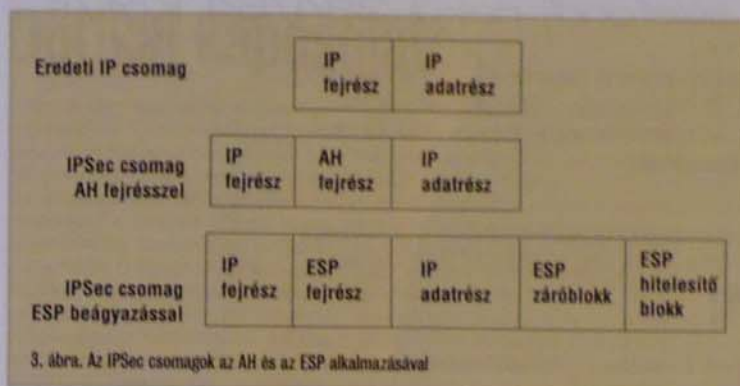 Eredeti IP csomag
IP fejrész
IP adatrész
IPSec csomag AH fejrésszel
IP fejrész
AH fejrész
IP adatrész
IPSec csomag ESP beágyazással
IP fejrész
ESP fejrész
IP adatrész
ESP záróblokk
ESP hitelesítő blokk
3. ábra. Az IPSec csomagok az AH és az ESP alkalmazásával